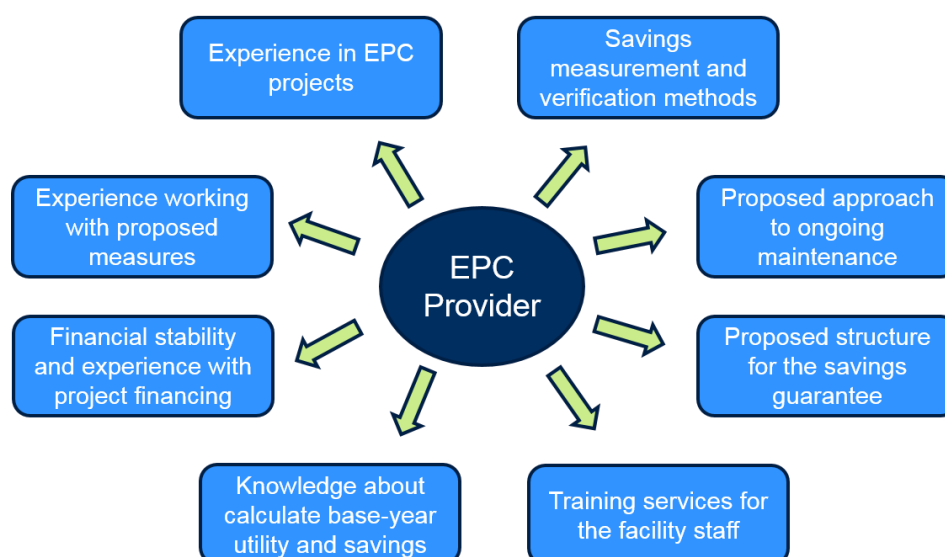 Experience in EPC
projects
Savings
measurement and
verification methods
Experience working
with proposed
measures
EPC
Provider
Proposed approach
to ongoing
maintenance
Financial stability
and experience with
project financing
Proposed structure
for the savings
guarantee
Knowledge about
calculate base-year
utility and savings
Training services for
the facility staff